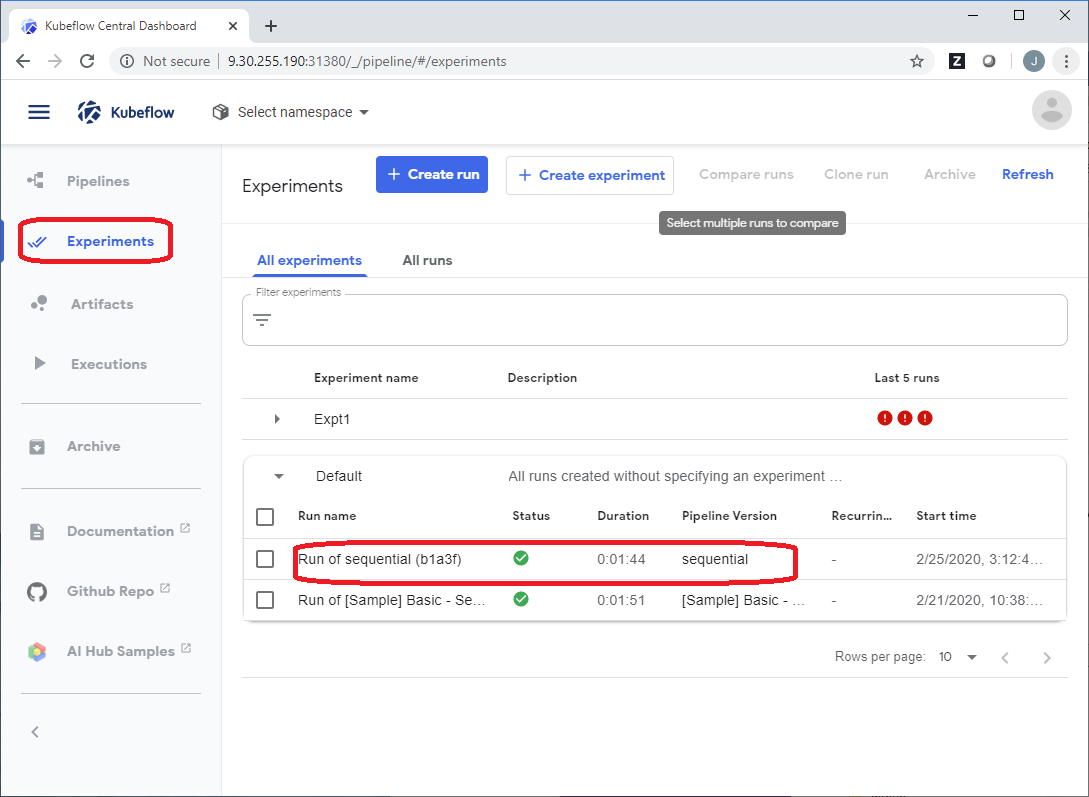 Kubeflow Central Dashboard
Not secure 9.30.255.190:31380/_/pipeline/#/experiments
Z
J
Kubeflow
Select namespace
Pipelines
Experiments
Artifacts
Executions
Archive
Documentation
Github Repo
AI Hub Samples
Experiments
+ Create run
+ Create experiment
Compare runs
Clone run
Archive
Refresh
Select multiple runs to compare
All experiments
All runs
Filter experiments
Experiment name Description Last 5 runs
Expt1
Default All runs created without specifying an experiment ...
Run name Status Duration Pipeline Version Recurrin... Start time
Run of sequential (b1a3f) 0:01:44 sequential - 2/25/2020, 3:12:4...
Run of [Sample] Basic - Se... 0:01:51 [Sample] Basic - ... - 2/21/2020, 10:38:...
Rows per page: 10